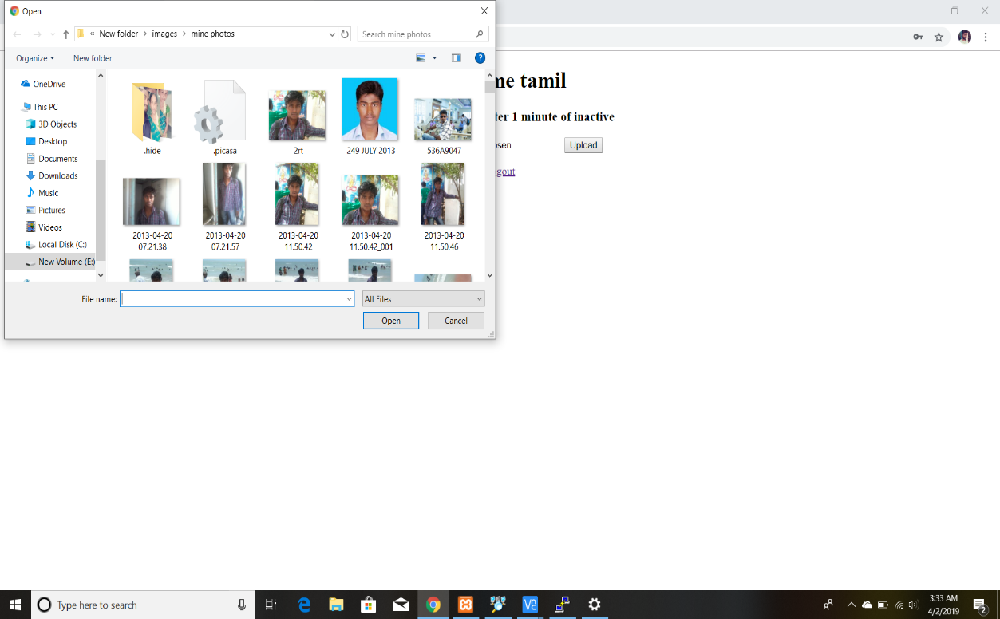 Open
New folder
images
mine photos
Search mine photos
Organize
New folder
OneDrive
This PC
3D Objects
Desktop
Documents
Downloads
Music
Pictures
Videos
Local Disk (C:)
New Volume (E:)
.hide
.picasa
2rt
249 JULY 2013
536A9047
2013-04-20
07.21.38
2013-04-20
07.21.57
2013-04-20
11.50.42
2013-04-20
11.50.42_001
2013-04-20
11.50.46
File name:
All Files
Open
Cancel
me tamil
ter 1 minute of inactive
osen
Upload
gout
Type here to search
3:33 AM
4/2/2019
2